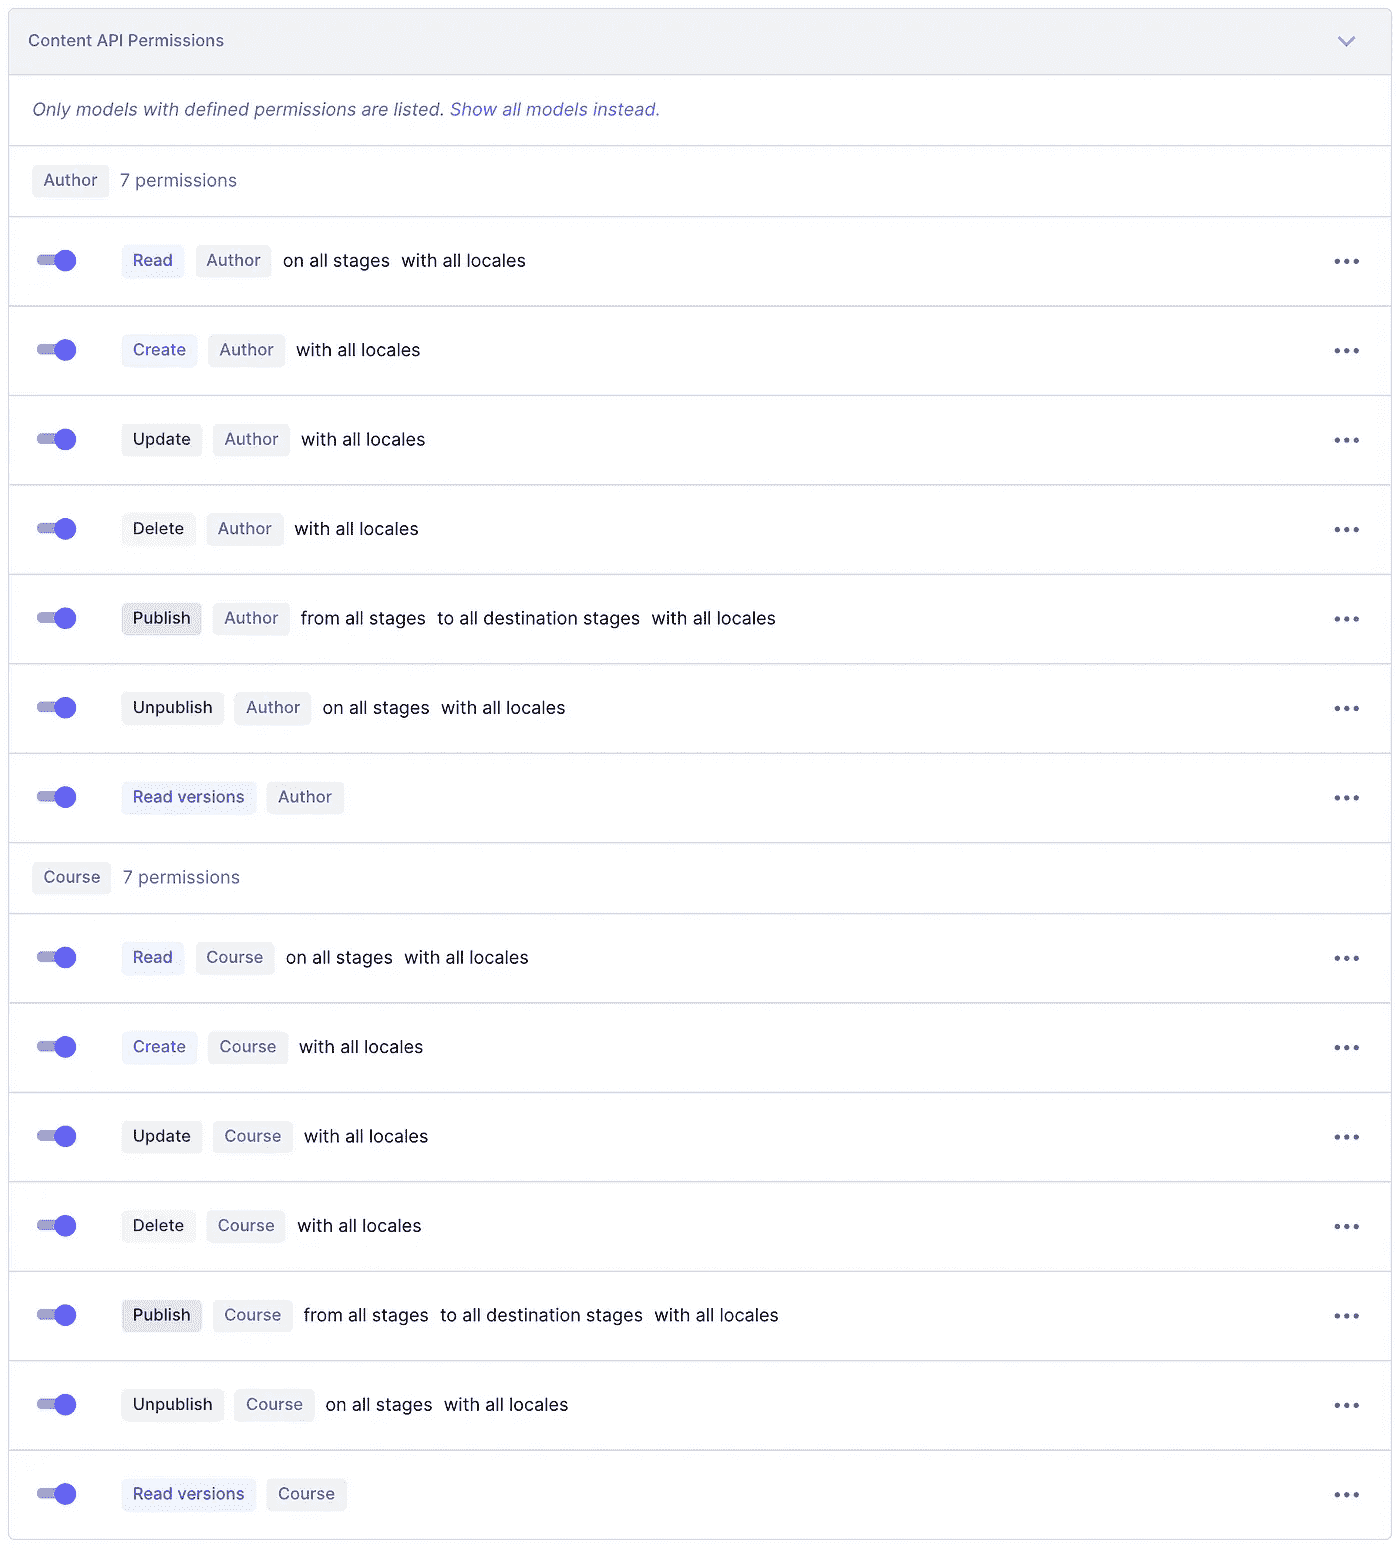 Content API Permissions
Only models with defined permissions are listed. Show all models instead.
Author 7 permissions
Read Author on all stages with all locales
Create Author with all locales
Update Author with all locales
Delete Author with all locales
Publish Author from all stages to all destination stages with all locales
Unpublish Author on all stages with all locales
Read versions Author
Course 7 permissions
Read Course on all stages with all locales
Create Course with all locales
Update Course with all locales
Delete Course with all locales
Publish Course from all stages to all destination stages with all locales
Unpublish Course on all stages with all locales
Read versions Course